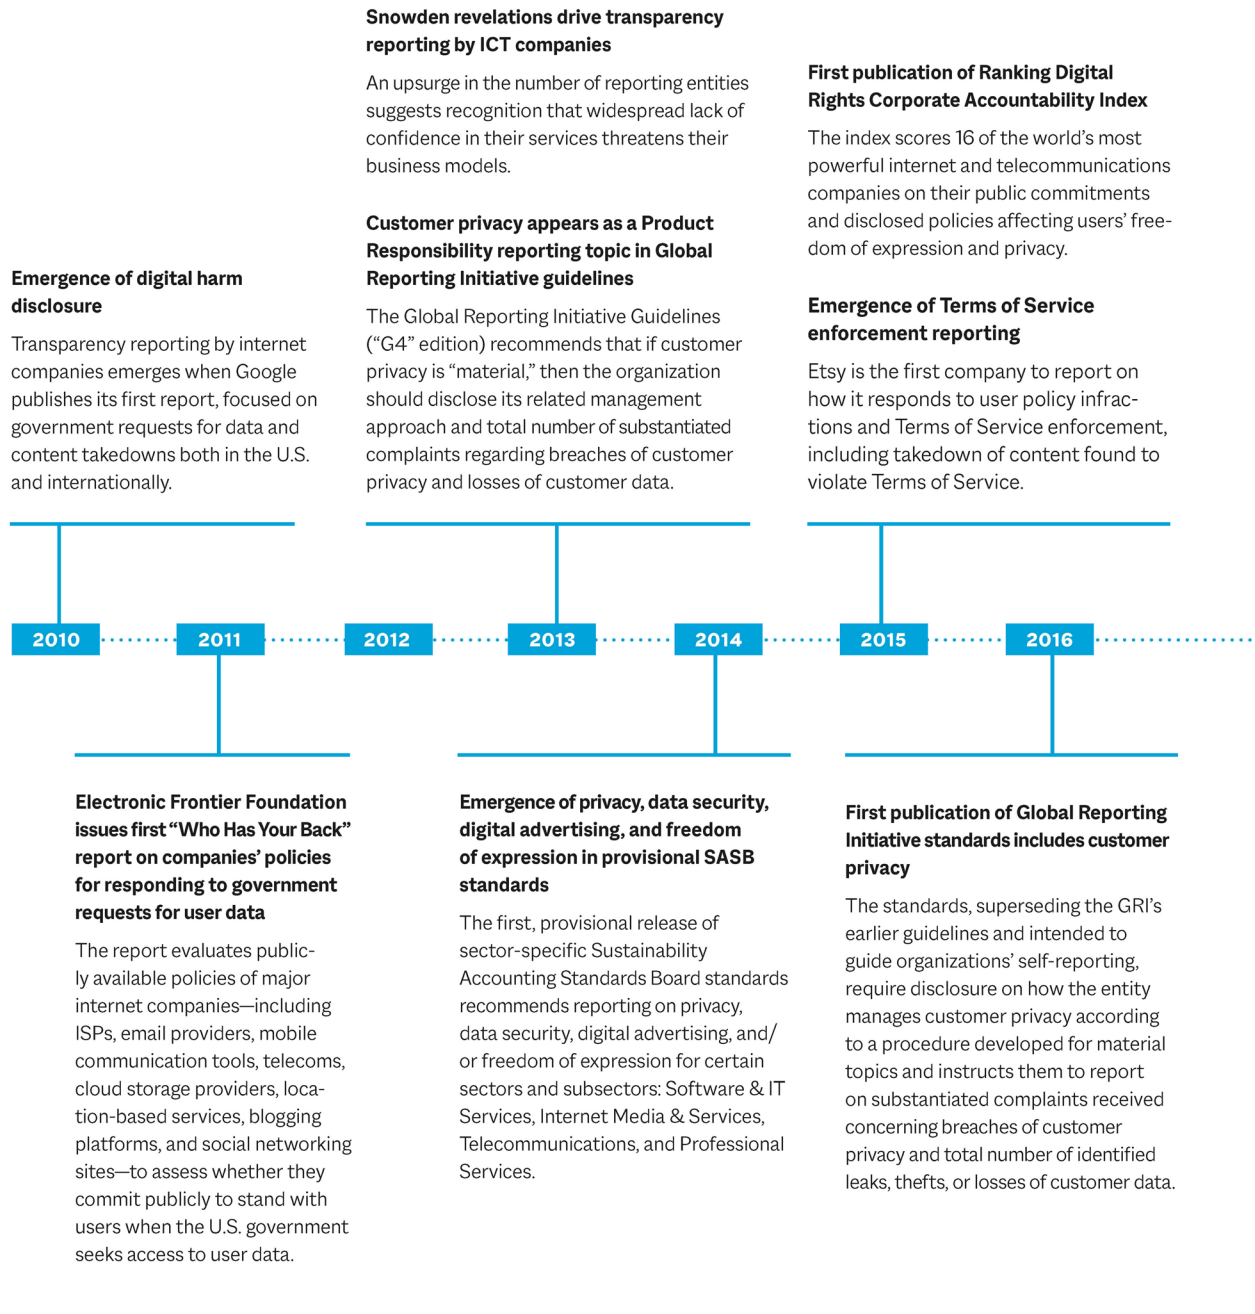 Snowden revelations drive transparency
reporting by ICT companies
An upsurge in the number of reporting entities
suggests recognition that widespread lack of
confidence in their services threatens their
business models.
Customer privacy appears as a Product
Responsibility reporting topic in Global
Reporting Initiative guidelines
The Global Reporting Initiative Guidelines
(“G4” edition) recommends that if customer
privacy is “material,” then the organization
should disclose its related management
approach and total number of substantiated
complaints regarding breaches of customer
privacy and losses of customer data.
First publication of Ranking Digital
Rights Corporate Accountability Index
The index scores 16 of the world’s most
powerful internet and telecommunications
companies on their public commitments
and disclosed policies affecting users’ free-
dom of expression and privacy.
Emergence of Terms of Service
enforcement reporting
Etsy is the first company to report on
how it responds to user policy infrac-
tions and Terms of Service enforcement,
including takedown of content found to
violate Terms of Service.
Emergence of digital harm
disclosure
Transparency reporting by internet
companies emerges when Google
publishes its first report, focused on
government requests for data and
content takedowns both in the U.S.
and internationally.
2010
2011
2012
2013
2014
2015
2016
Electronic Frontier Foundation
issues first “Who Has Your Back”
report on companies’ policies
for responding to government
requests for user data
The report evaluates public-
ly available policies of major
internet companies—including
ISPs, email providers, mobile
communication tools, telecoms,
cloud storage providers, loca-
tion-based services, blogging
platforms, and social networking
sites—to assess whether they
commit publicly to stand with
users when the U.S. government
seeks access to user data.
Emergence of privacy, data security,
digital advertising, and freedom
of expression in provisional SASB
standards
The first, provisional release of
sector-specific Sustainability
Accounting Standards Board standards
recommends reporting on privacy,
data security, digital advertising, and/
or freedom of expression for certain
sectors and subsectors: Software & IT
Services, Internet Media & Services,
Telecommunications, and Professional
Services.
First publication of Global Reporting
Initiative standards includes customer
privacy
The standards, superseding the GRI’s
earlier guidelines and intended to
guide organizations’ self-reporting,
require disclosure on how the entity
manages customer privacy according
to a procedure developed for material
topics and instructs them to report
on substantiated complaints received
concerning breaches of customer
privacy and total number of identified
leaks, thefts, or losses of customer data.